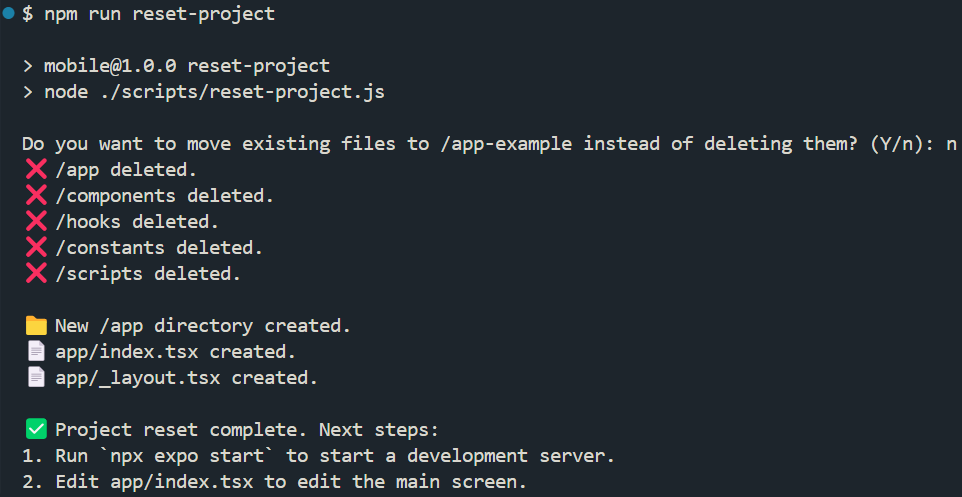 $ npm run reset-project
> mobile@1.0.0 reset-project
> node ./scripts/reset-project.js
Do you want to move existing files to /app-example instead of deleting them? (Y/n): n
❌ /app deleted.
❌ /components deleted.
❌ /hooks deleted.
❌ /constants deleted.
❌ /scripts deleted.
📁 New /app directory created.
📄 app/index.tsx created.
📄 app/_layout.tsx created.
✅ Project reset complete. Next steps:
1. Run `npx expo start` to start a development server.
2. Edit app/index.tsx to edit the main screen.